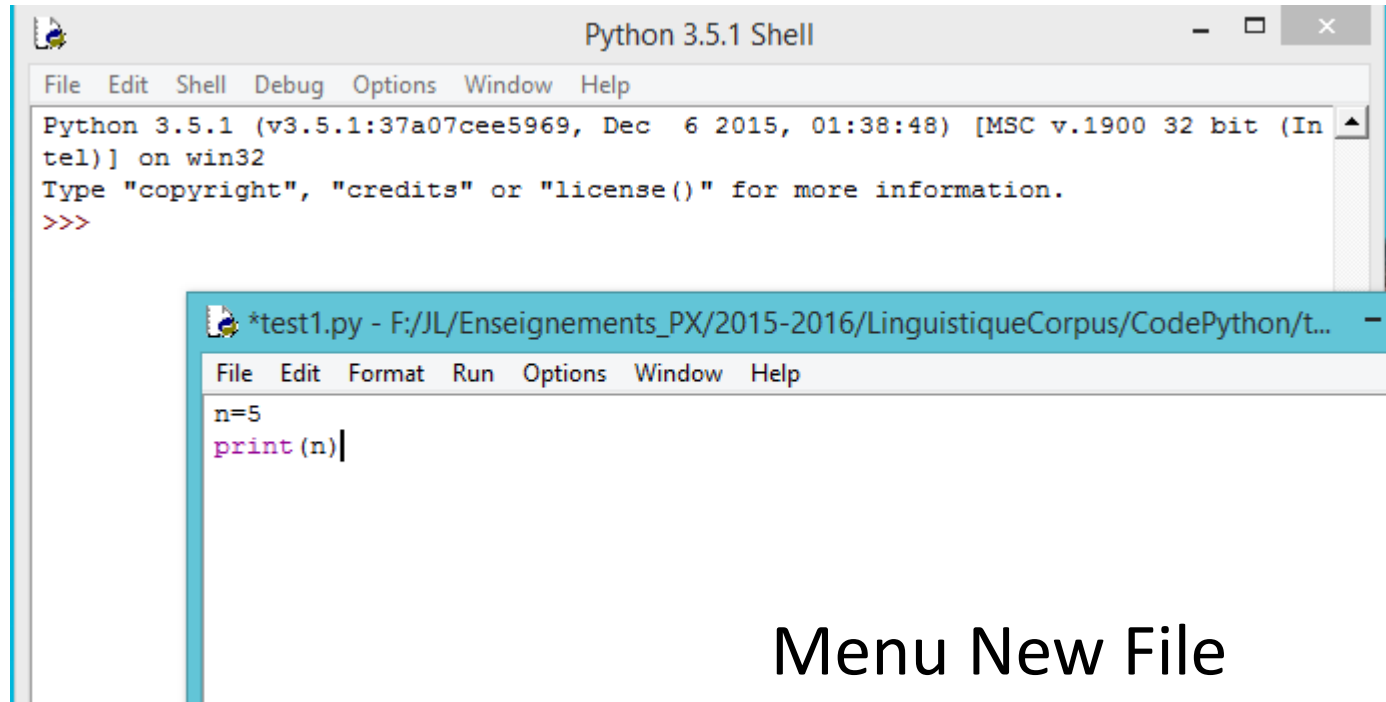 Python 3.5.1 Shell
File Edit Shell Debug Options Window Help
Python 3.5.1 (v3.5.1:37a07cee5969, Dec  6 2015, 01:38:48) [MSC v.1900 32 bit (In
tel)] on win32
Type "copyright", "credits" or "license()" for more information.
>>>
*test1.py - F:/JL/Enseignements_PX/2015-2016/LinguistiqueCorpus/CodePython/t...
File Edit Format Run Options Window Help
n=5
print(n)
Menu New File